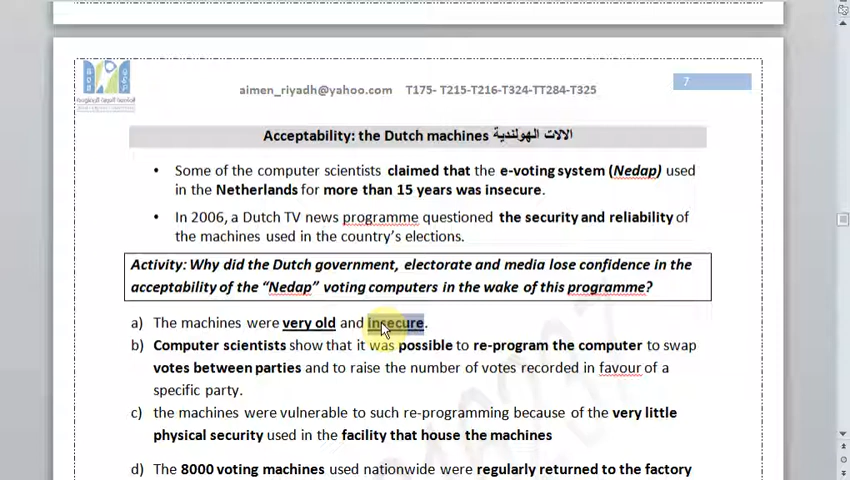 aimen_riyadh@yahoo.com T175- T215-T216-T324-TT284-T325
7
Acceptability: the Dutch machines الالات الهولندية
• Some of the computer scientists claimed that the e-voting system (Nedap) used
in the Netherlands for more than 15 years was insecure.
• In 2006, a Dutch TV news programme questioned the security and reliability of
the machines used in the country's elections.
Activity: Why did the Dutch government, electorate and media lose confidence in the
acceptability of the "Nedap" voting computers in the wake of this programme?
a) The machines were very old and insecure.
b) Computer scientists show that it was possible to re-program the computer to swap
votes between parties and to raise the number of votes recorded in favour of a
specific party.
c) the machines were vulnerable to such re-programming because of the very little
physical security used in the facility that house the machines
d) The 8000 voting machines used nationwide were regularly returned to the factory